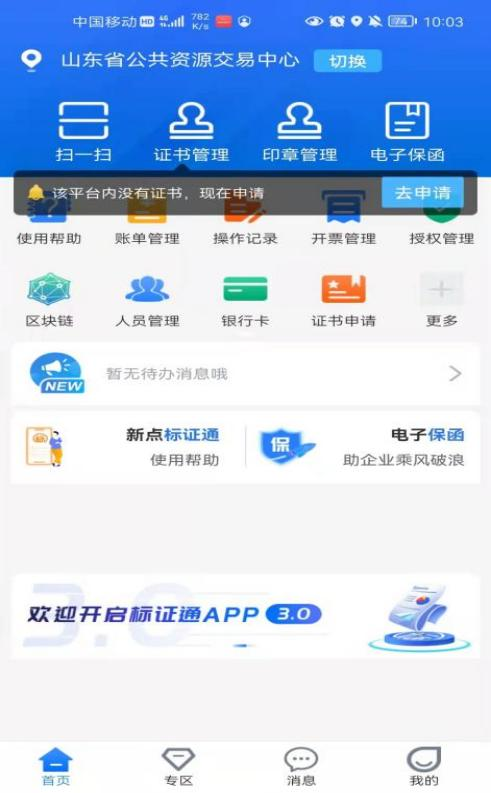 中国移动 HD 4G 782 K/s 74 10:03
山东省公共资源交易中心 切换
扫一扫 证书管理 印章管理 电子保函
该平台内没有证书，现在申请 去申请
使用帮助 账单管理 操作记录 开票管理 授权管理
区块链 人员管理 银行卡 证书申请 更多
NEW 暂无待办消息哦
新点标证通 保 电子保函
使用帮助 助企业乘风破浪
欢迎开启标证通APP 3.0
3.0
首页 专区 消息 我的